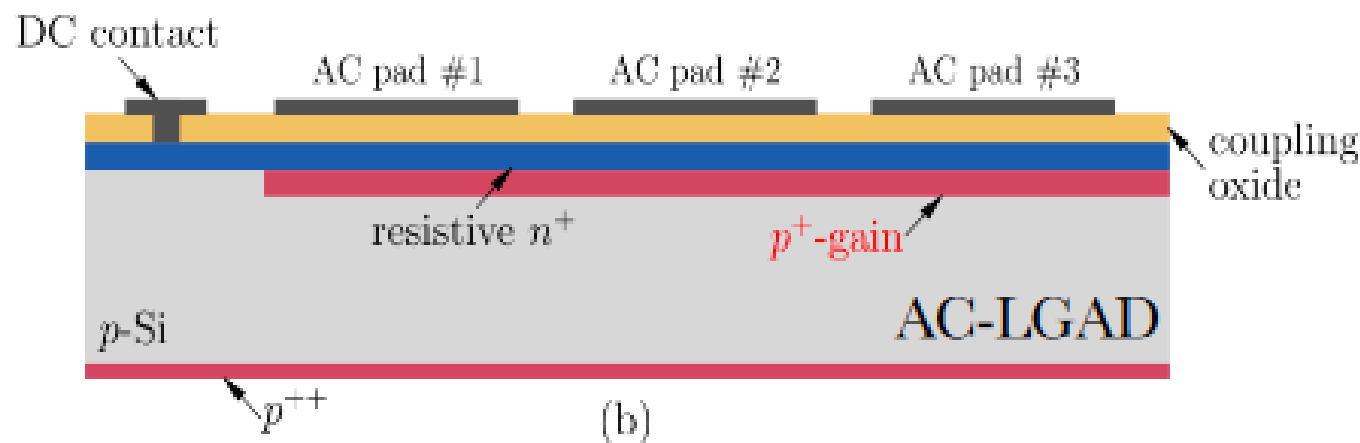 DC contact
AC pad #1
AC pad #2
AC pad #3
coupling
oxide
resistive n⁺
p⁺-gain
p-Si
AC-LGAD
p⁺⁺
(b)